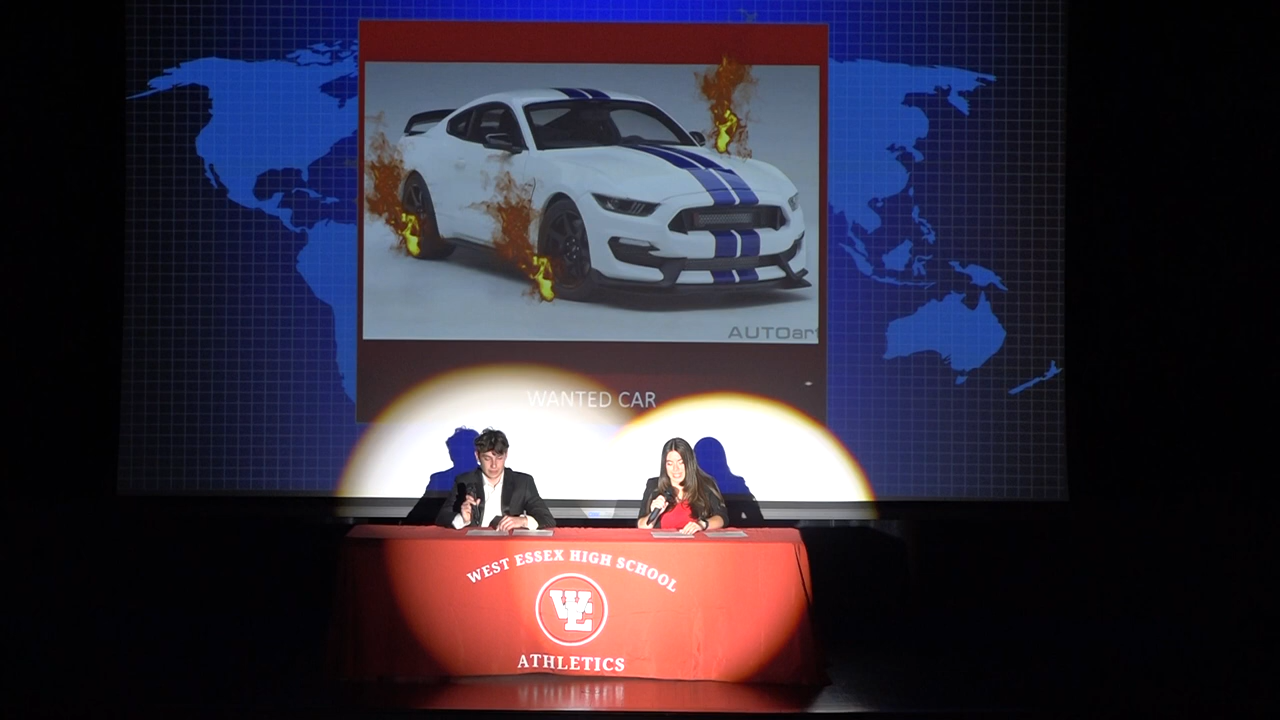 AUTOart
WANTED CAR
WEST ESSEX HIGH SCHOOL
WE
ATHLETICS